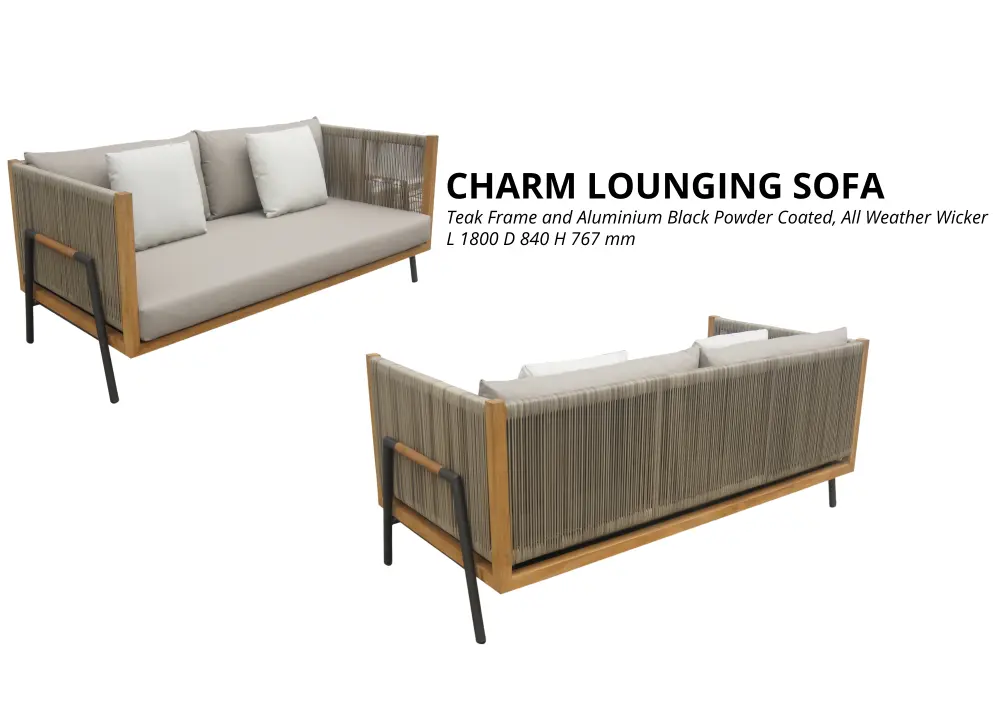 CHARM LOUNGING SOFA
Teak Frame and Aluminium Black Powder Coated, All Weather Wicker
L 1800 D 840 H 767 mm